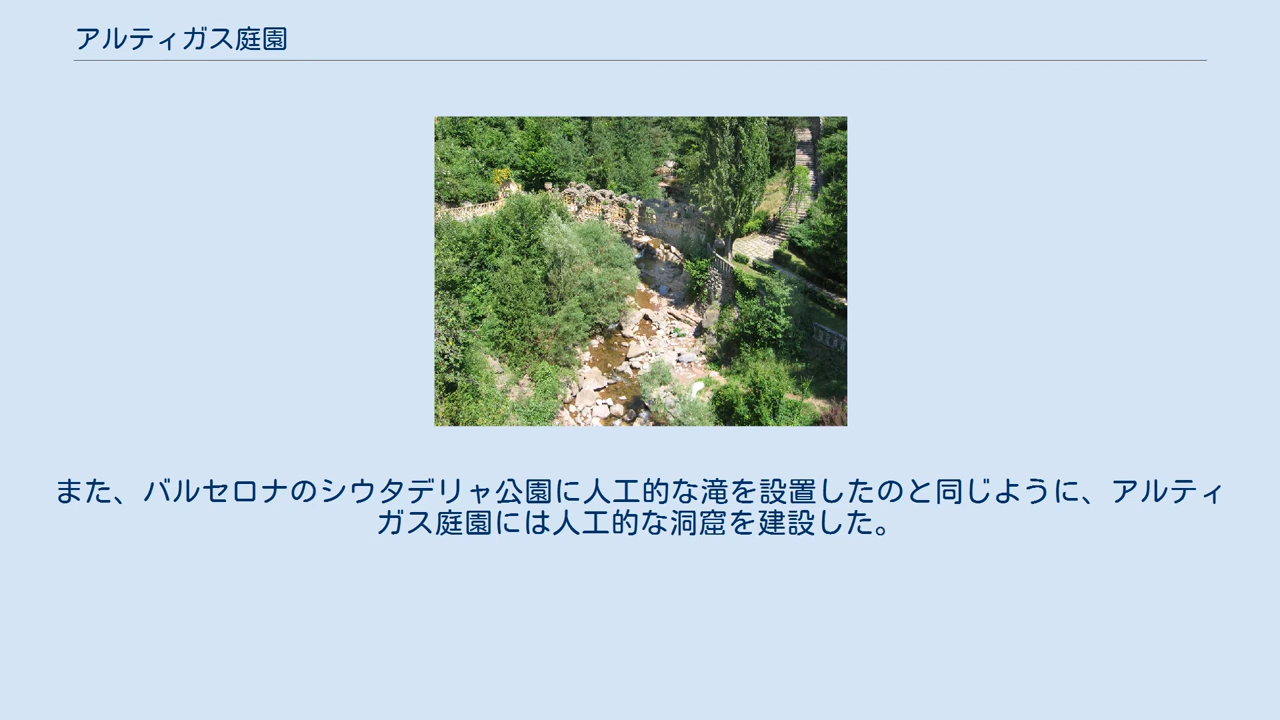 アルティガス庭園
また、バルセロナのシウタデリャ公園に人工的な滝を設置したのと同じように、アルティ
ガス庭園には人工的な洞窟を建設した。